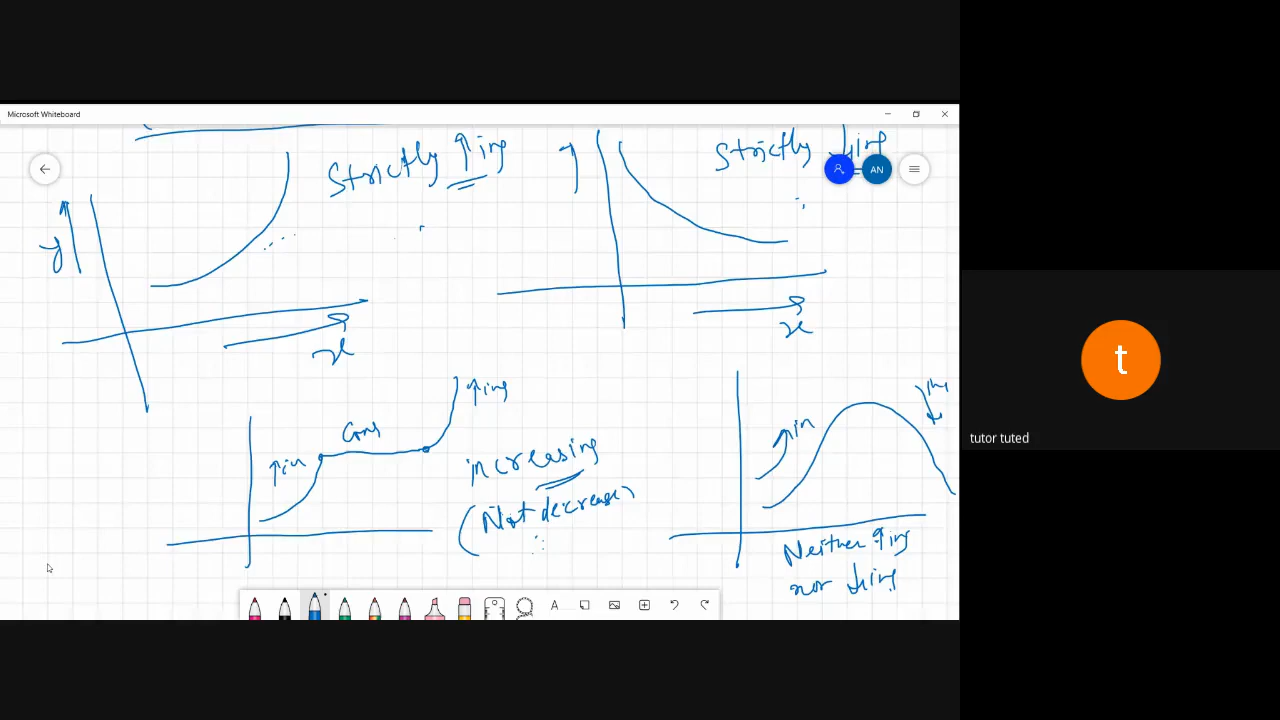 Microsoft Whiteboard
Strictly ↑ing
Strictly ↓ing
AN
y
x
x
↑ing
Cons
↑in
increasing
(Not decrease)
↑in
Neither ↑ing
nor ↓ing
A
t
tutor tuted